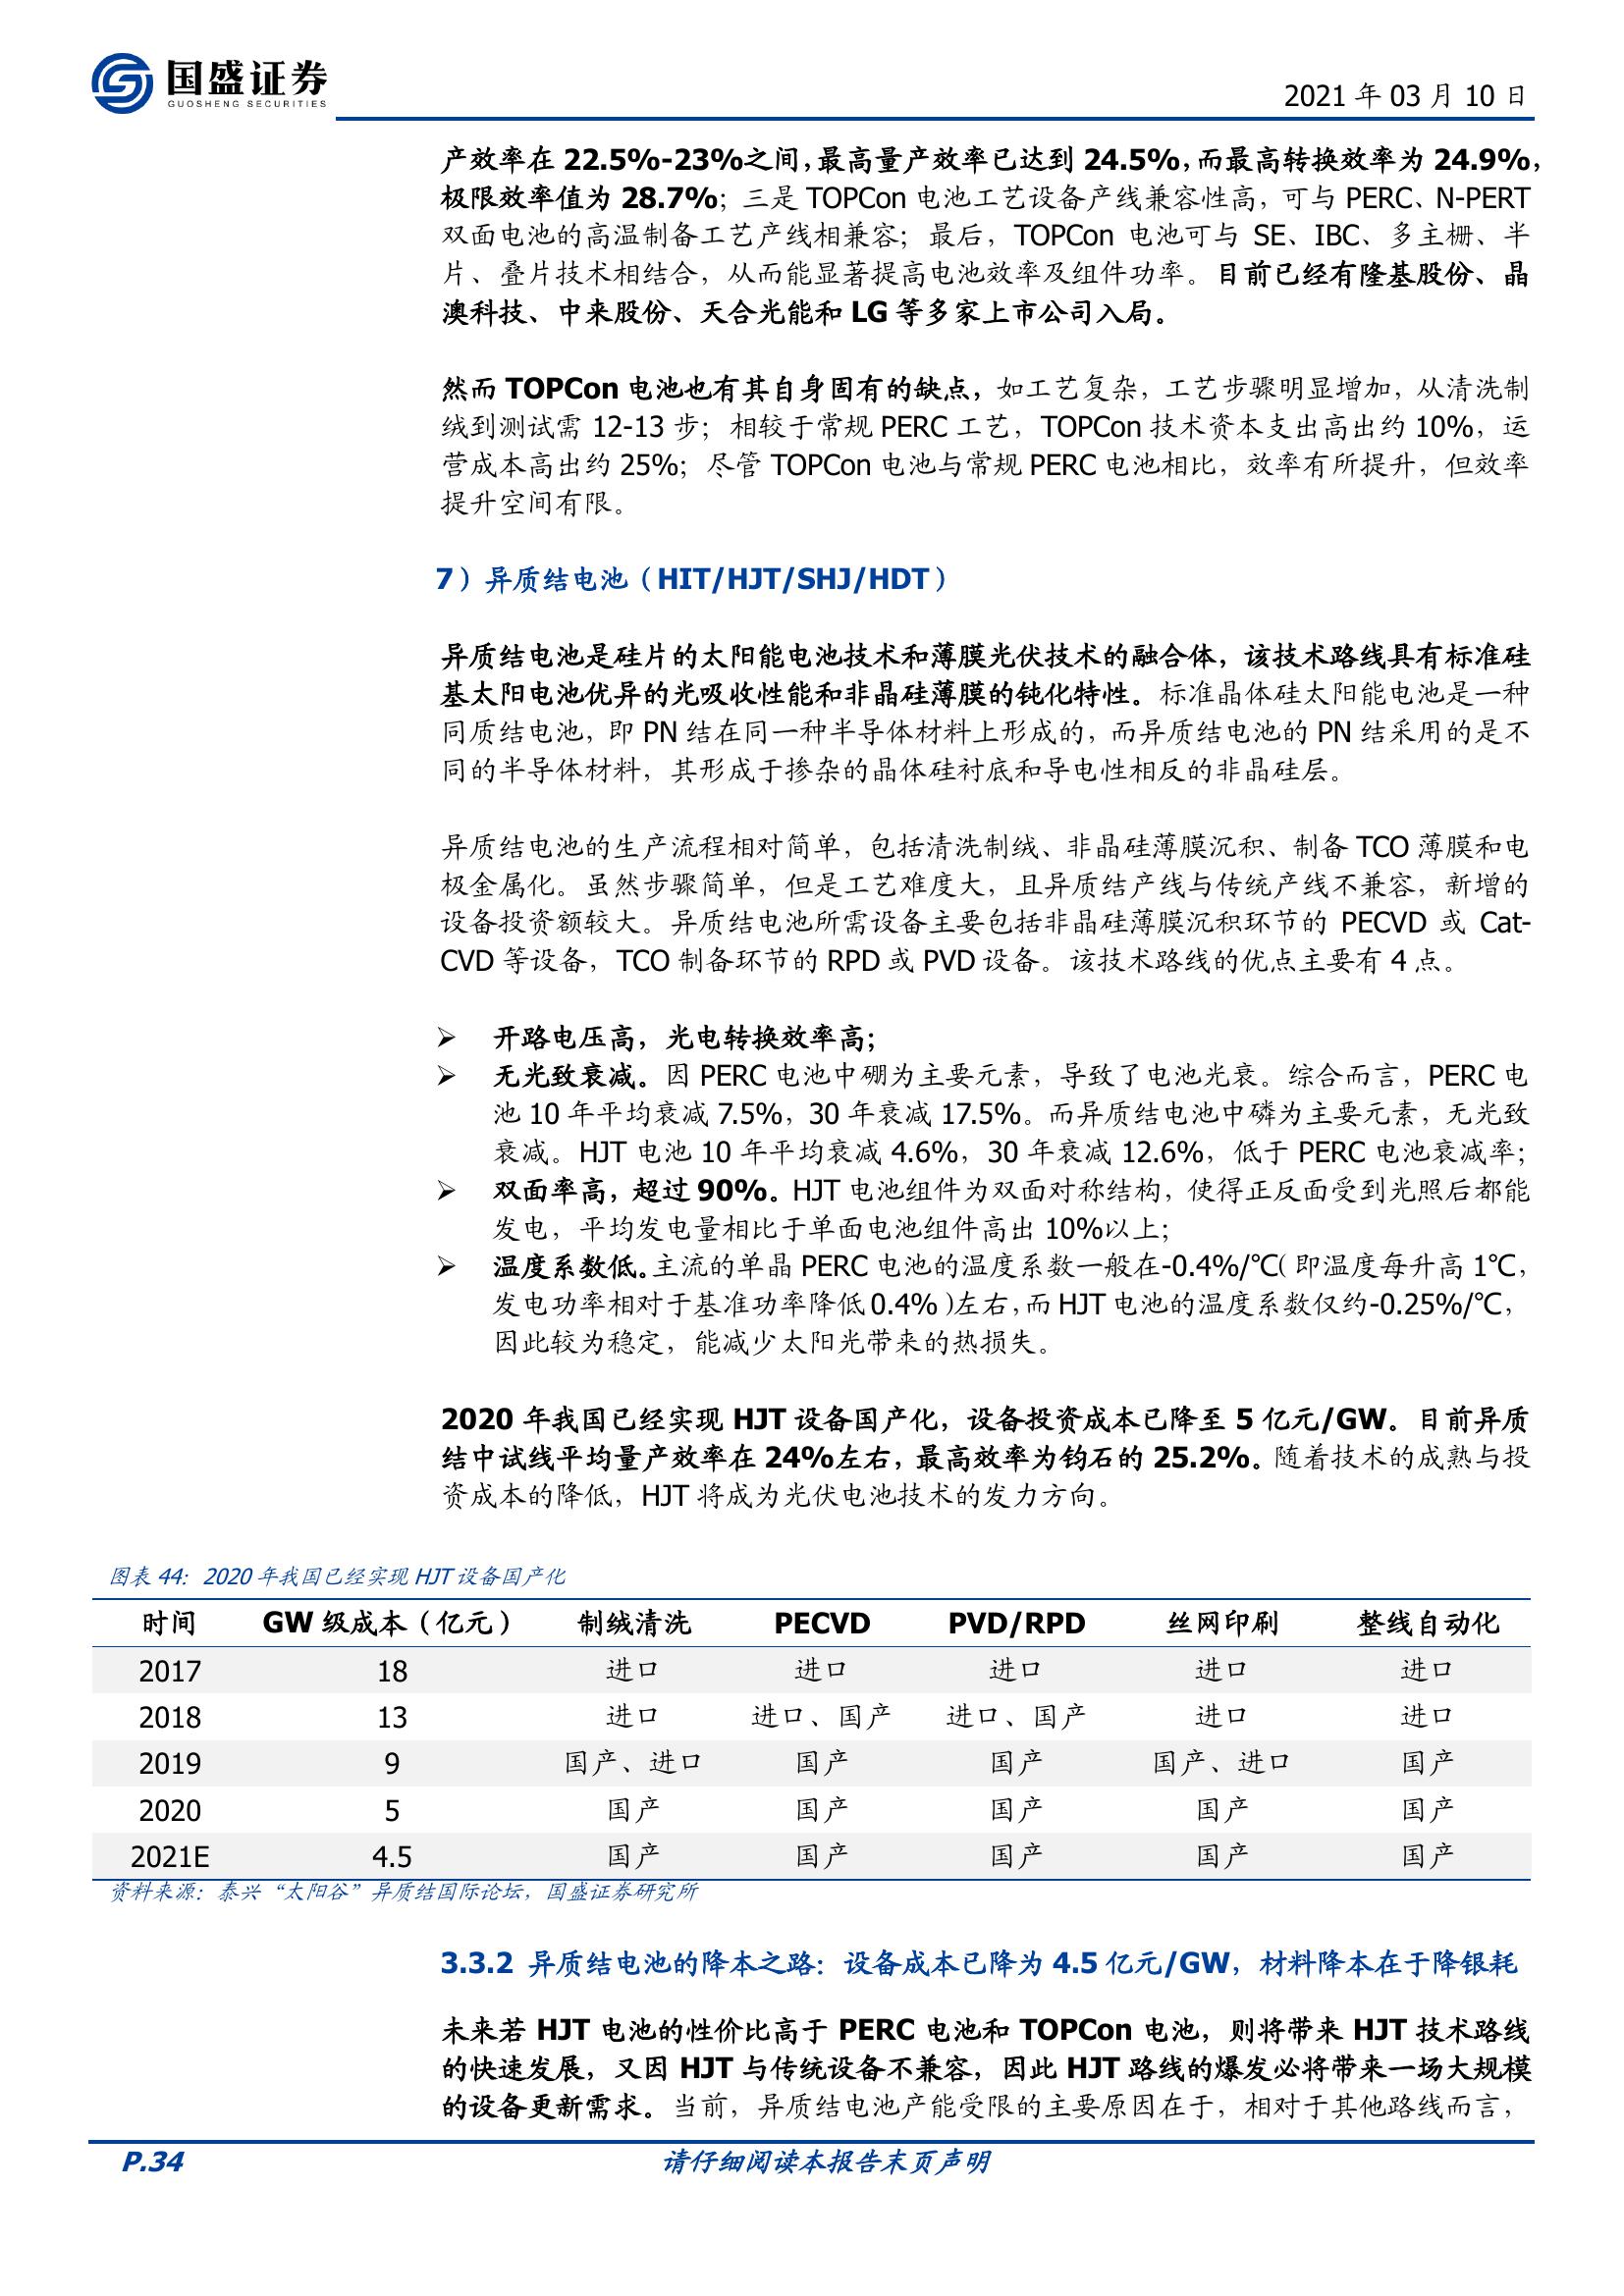 国盛证券
GUOSHENG SECURITIES
2021 年 03 月 10 日
产效率在 22.5%-23%之间，最高量产效率已达到 24.5%，而最高转换效率为 24.9%，
极限效率值为 28.7%；三是 TOPCon 电池工艺设备产线兼容性高，可与 PERC、N-PERT
双面电池的高温制备工艺产线相兼容；最后，TOPCon 电池可与 SE、IBC、多主栅、半
片、叠片技术相结合，从而能显著提高电池效率及组件功率。目前已经有隆基股份、晶
澳科技、中来股份、天合光能和 LG 等多家上市公司入局。
然而 TOPCon 电池也有其自身固有的缺点，如工艺复杂，工艺步骤明显增加，从清洗制
绒到测试需 12-13 步；相较于常规 PERC 工艺，TOPCon 技术资本支出高出约 10%，运
营成本高出约 25%；尽管 TOPCon 电池与常规 PERC 电池相比，效率有所提升，但效率
提升空间有限。
7）异质结电池（HIT/HJT/SHJ/HDT）
异质结电池是硅片的太阳能电池技术和薄膜光伏技术的融合体，该技术路线具有标准硅
基太阳电池优异的光吸收性能和非晶硅薄膜的钝化特性。标准晶体硅太阳能电池是一种
同质结电池，即 PN 结在同一种半导体材料上形成的，而异质结电池的 PN 结采用的是不
同的半导体材料，其形成于掺杂的晶体硅衬底和导电性相反的非晶硅层。
异质结电池的生产流程相对简单，包括清洗制绒、非晶硅薄膜沉积、制备 TCO 薄膜和电
极金属化。虽然步骤简单，但是工艺难度大，且异质结产线与传统产线不兼容，新增的
设备投资额较大。异质结电池所需设备主要包括非晶硅薄膜沉积环节的 PECVD 或 Cat-
CVD 等设备，TCO 制备环节的 RPD 或 PVD 设备。该技术路线的优点主要有 4 点。
➢ 开路电压高，光电转换效率高；
➢ 无光致衰减。因 PERC 电池中硼为主要元素，导致了电池光衰。综合而言，PERC 电
池 10 年平均衰减 7.5%，30 年衰减 17.5%。而异质结电池中磷为主要元素，无光致
衰减。HJT 电池 10 年平均衰减 4.6%，30 年衰减 12.6%，低于 PERC 电池衰减率；
➢ 双面率高，超过 90%。HJT 电池组件为双面对称结构，使得正反面受到光照后都能
发电，平均发电量相比于单面电池组件高出 10%以上；
➢ 温度系数低。主流的单晶 PERC 电池的温度系数一般在-0.4%/℃（即温度每升高 1℃，
发电功率相对于基准功率降低 0.4%）左右，而 HJT 电池的温度系数仅约-0.25%/℃，
因此较为稳定，能减少太阳光带来的热损失。
2020 年我国已经实现 HJT 设备国产化，设备投资成本已降至 5 亿元/GW。目前异质
结中试线平均量产效率在 24%左右，最高效率为钧石的 25.2%。随着技术的成熟与投
资成本的降低，HJT 将成为光伏电池技术的发力方向。
图表 44：2020 年我国已经实现 HJT 设备国产化
时间 GW 级成本（亿元） 制绒清洗 PECVD PVD/RPD 丝网印刷 整线自动化
2017 18 进口 进口 进口 进口 进口
2018 13 进口 进口、国产 进口、国产 进口 进口
2019 9 国产、进口 国产 国产 国产、进口 国产
2020 5 国产 国产 国产 国产 国产
2021E 4.5 国产 国产 国产 国产 国产
资料来源：泰兴“太阳谷”异质结国际论坛，国盛证券研究所
3.3.2 异质结电池的降本之路：设备成本已降为 4.5 亿元/GW，材料降本在于降银耗
未来若 HJT 电池的性价比高于 PERC 电池和 TOPCon 电池，则将带来 HJT 技术路线
的快速发展，又因 HJT 与传统设备不兼容，因此 HJT 路线的爆发必将带来一场大规模
的设备更新需求。当前，异质结电池产能受限的主要原因在于，相对于其他路线而言，
P.34 请仔细阅读本报告末页声明